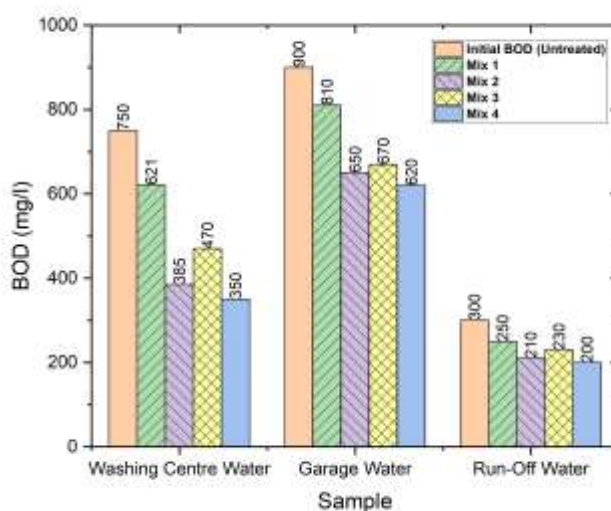 1000
800
600
400
200
0
BOD (mg/l)
Initial BOD (Untreated)
Mix 1
Mix 2
Mix 3
Mix 4
750
621
385
470
350
900
810
650
670
620
300
250
210
230
200
Washing Centre Water
Garage Water
Run-Off Water
Sample